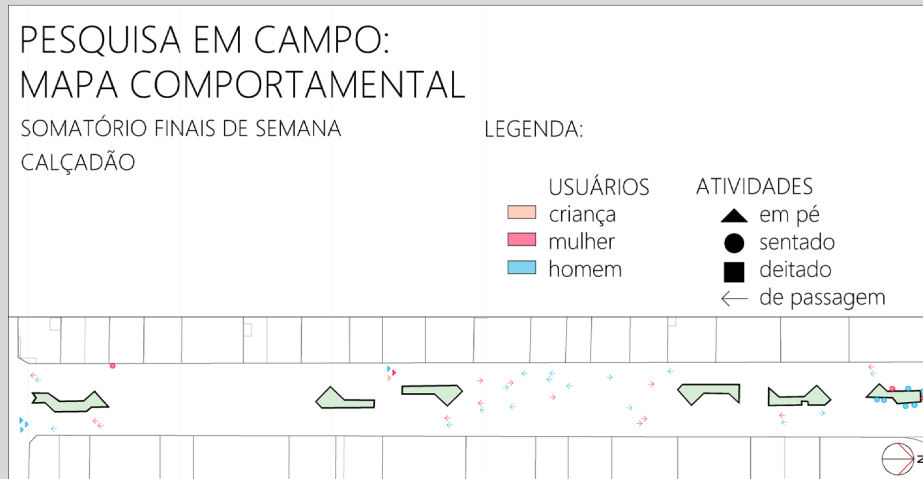 PESQUISA EM CAMPO:
MAPA COMPORTAMENTAL
SOMATÓRIO FINAIS DE SEMANA
CALÇADÃO
LEGENDA:
USUÁRIOS
criança
mulher
homem
ATIVIDADES
em pé
sentado
deitado
de passagem
N